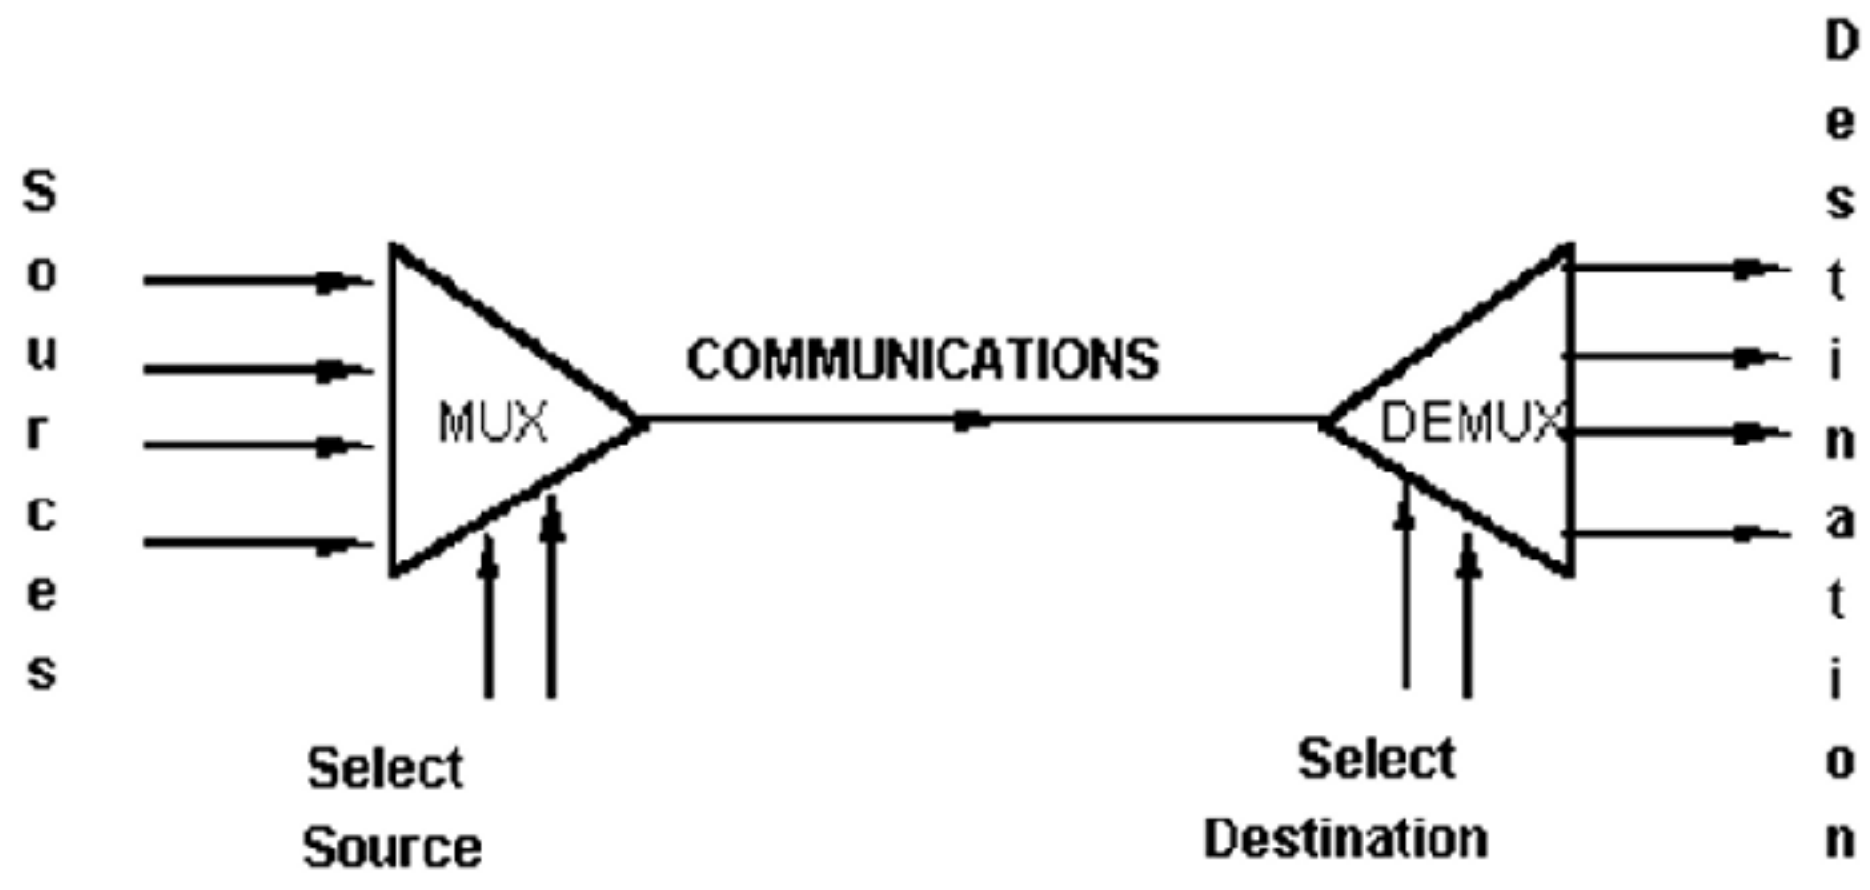 Sources
MUX
COMMUNICATIONS
DEMUX
Destination
Select
Source
Select
Destination